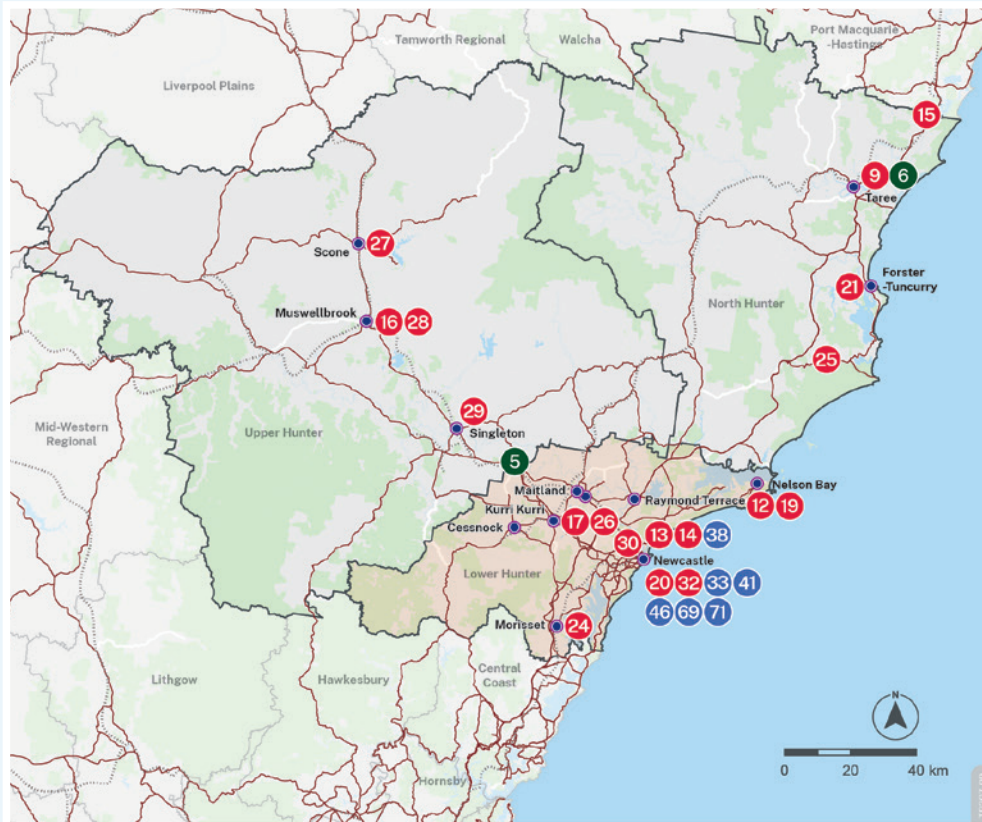 Tamworth Regional
Walcha
Port Macquarie
-Hastings
Liverpool Plains
15
9 6
Taree
Scone 27
21 Forster
-Tuncurry
North Hunter
Muswellbrook 16 28
25
29
Mid-Western
Regional
Upper Hunter
Singleton
5
Maitland
Nelson Bay
Raymond Terrace 12 19
Kurri Kurri
Cessnock 17 26
30 13 14 38
Newcastle
Lower Hunter
20 32 33 41
46 69 71
Morisset 24
Central
Coast
Lithgow
Hawkesbury
N
Hornsby
0 20 40 km